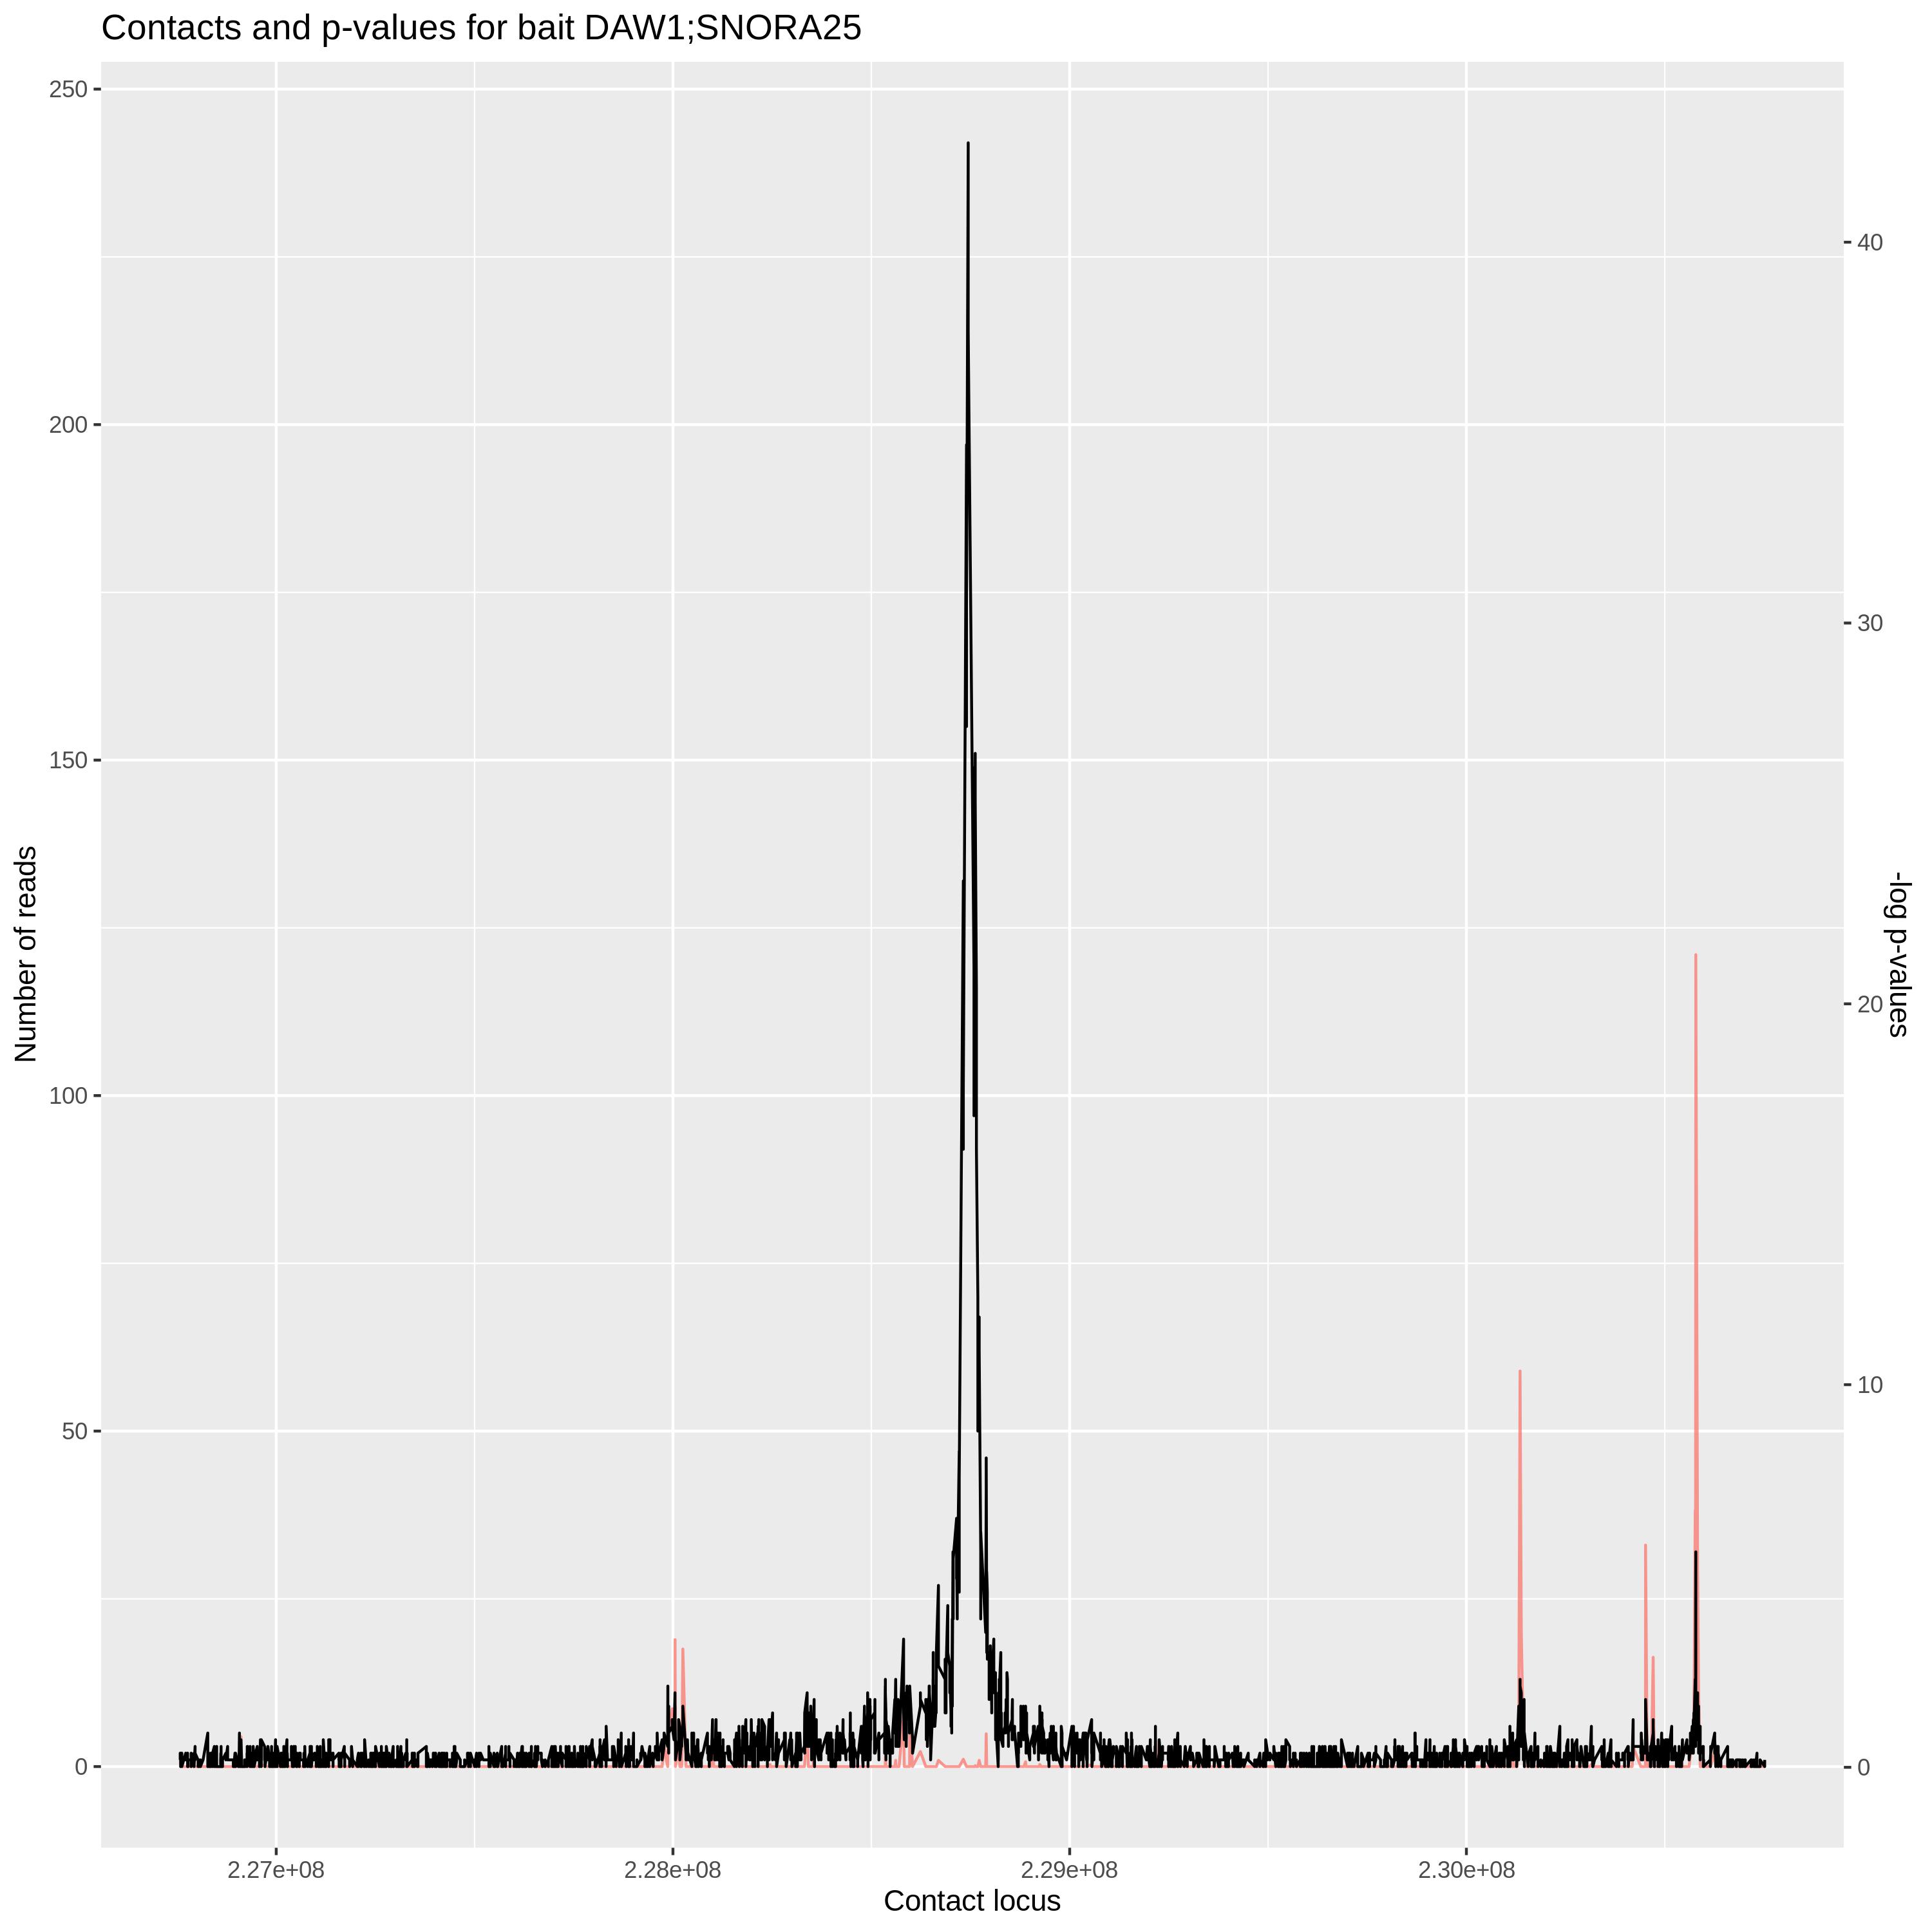 Contacts and p-values for bait DAW1;SNORA25
250
200
150
100
50
0
Number of reads
40
30
20
10
0
-log p-values
2.27e+08
2.28e+08
2.29e+08
2.30e+08
Contact locus